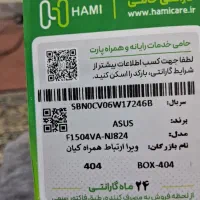 HAMI
www.hamicare.ir
حامی خدمات رایانه و همراه پارت
لطفا جهت کسب اطلاعات بیشتر از
شرایط گارانتی، بارکد را اسکن کنید.
سریال: SBN0CV06W17246B
برند: ASUS
مدل: F1504VA-NJ824
نام بازرگان: ویرا ارتباط همراه کیان
404 BOX-404
۲۴ ماه گارانتی